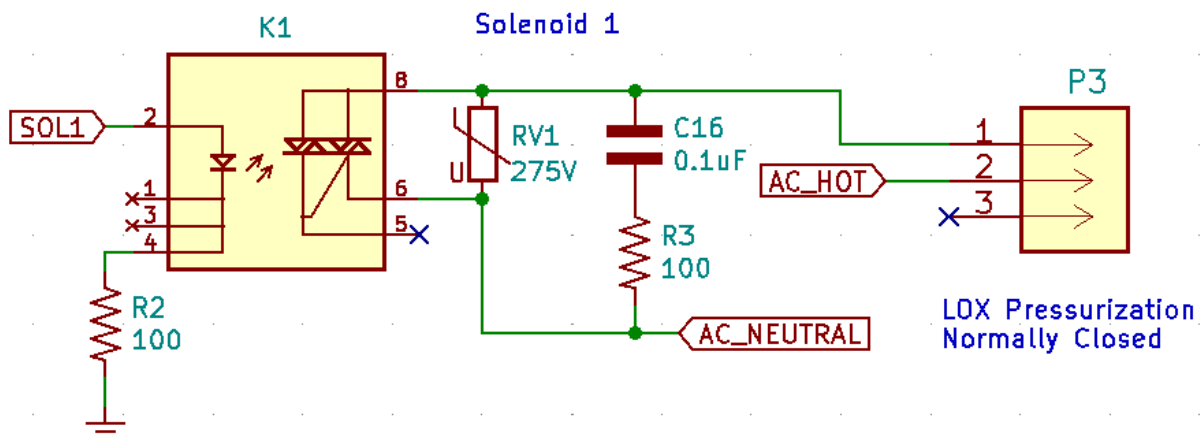 Solenoid 1
K1
P3
SOL1
2
1
3
4
8
6
5
RV1
275V
U
C16
0.1uF
R3
100
R2
100
AC_HOT
AC_NEUTRAL
1
2
3
LOX Pressurization
Normally Closed